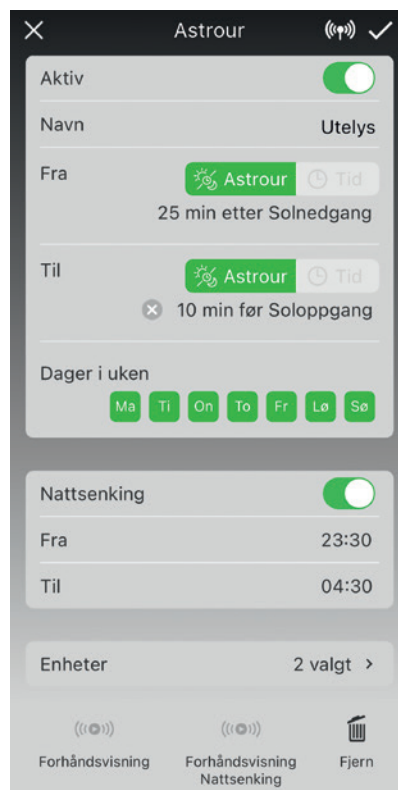 Astrour
Aktiv
Navn Utelys
Fra Astrour Tid
25 min etter Solnedgang
Til Astrour Tid
10 min før Soloppgang
Dager i uken
Ma Ti On To Fr Lø Sø
Nattsenking
Fra 23:30
Til 04:30
Enheter 2 valgt >
Forhåndsvisning Forhåndsvisning Fjern
Nattsenking